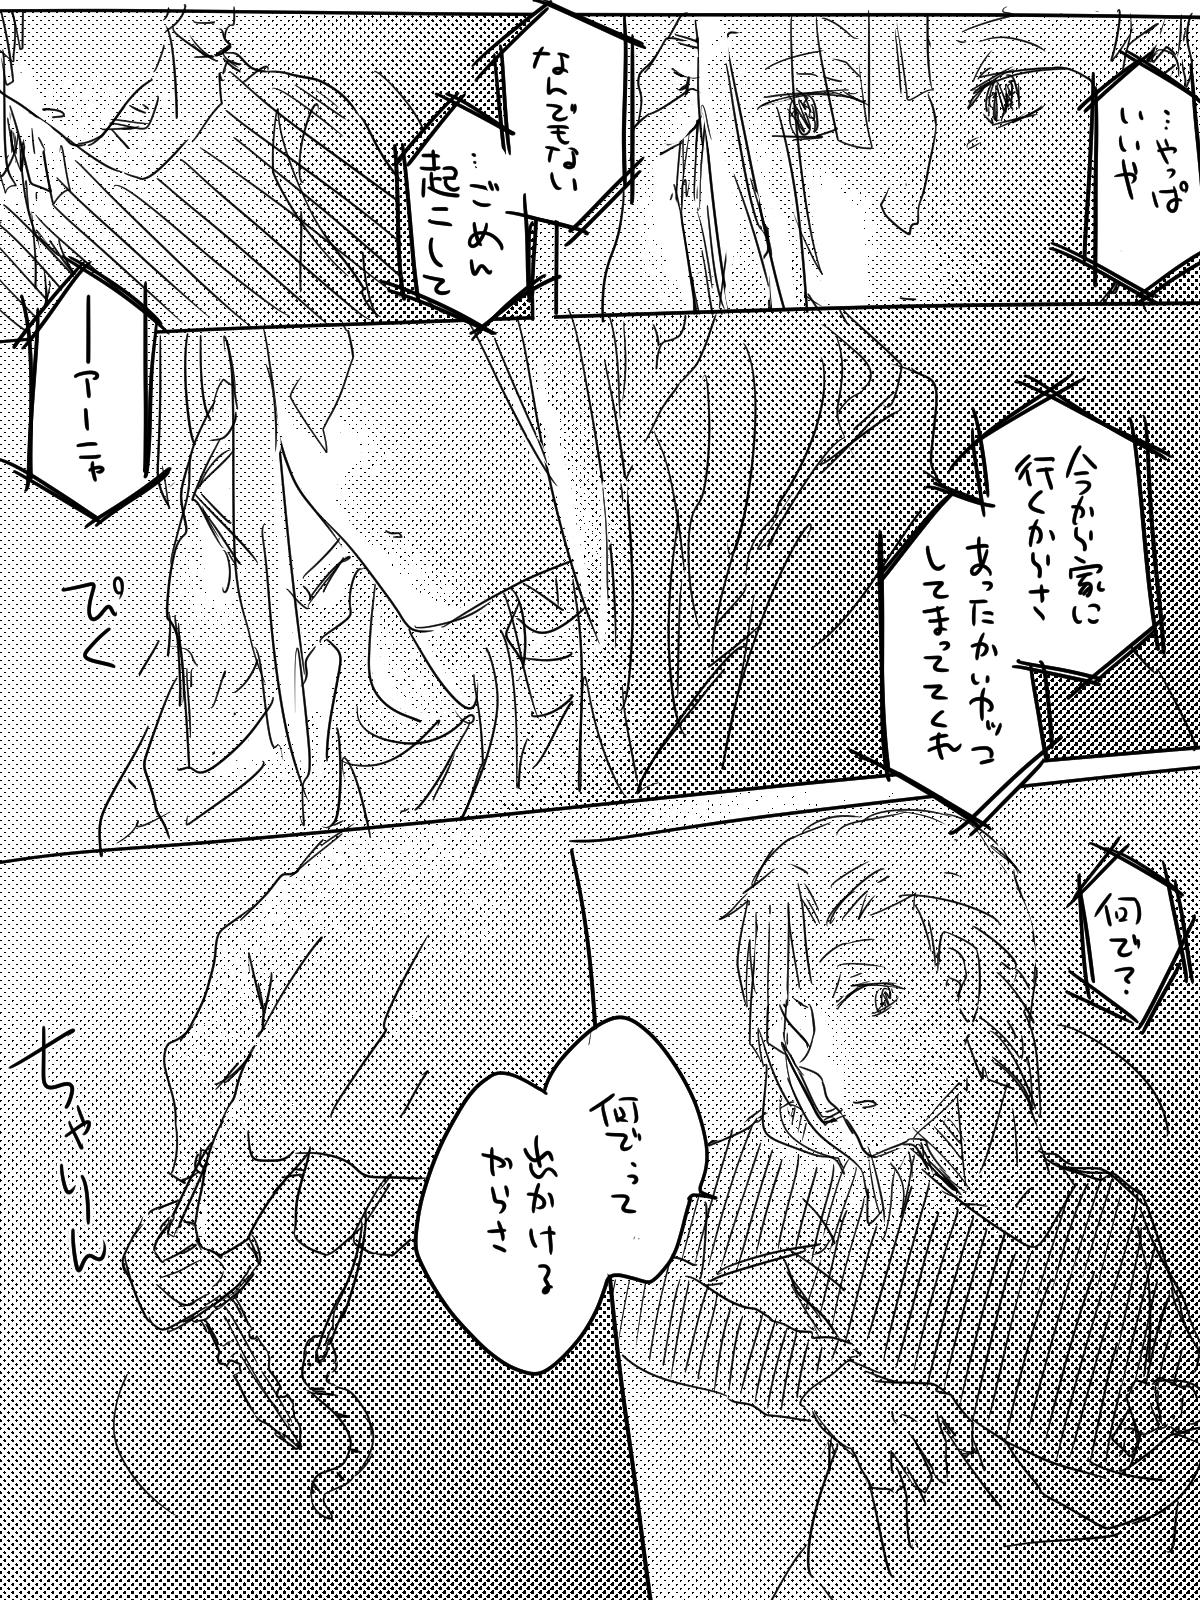 …やっぱ
いいや
なんでもない
…ごめん
起こして
ーアーニャ
今から家に
行くからさ
あったかいカッコ
してまっててくれ
ぴく
何で?
何で…って
出かける
からさ
ちゃりーん